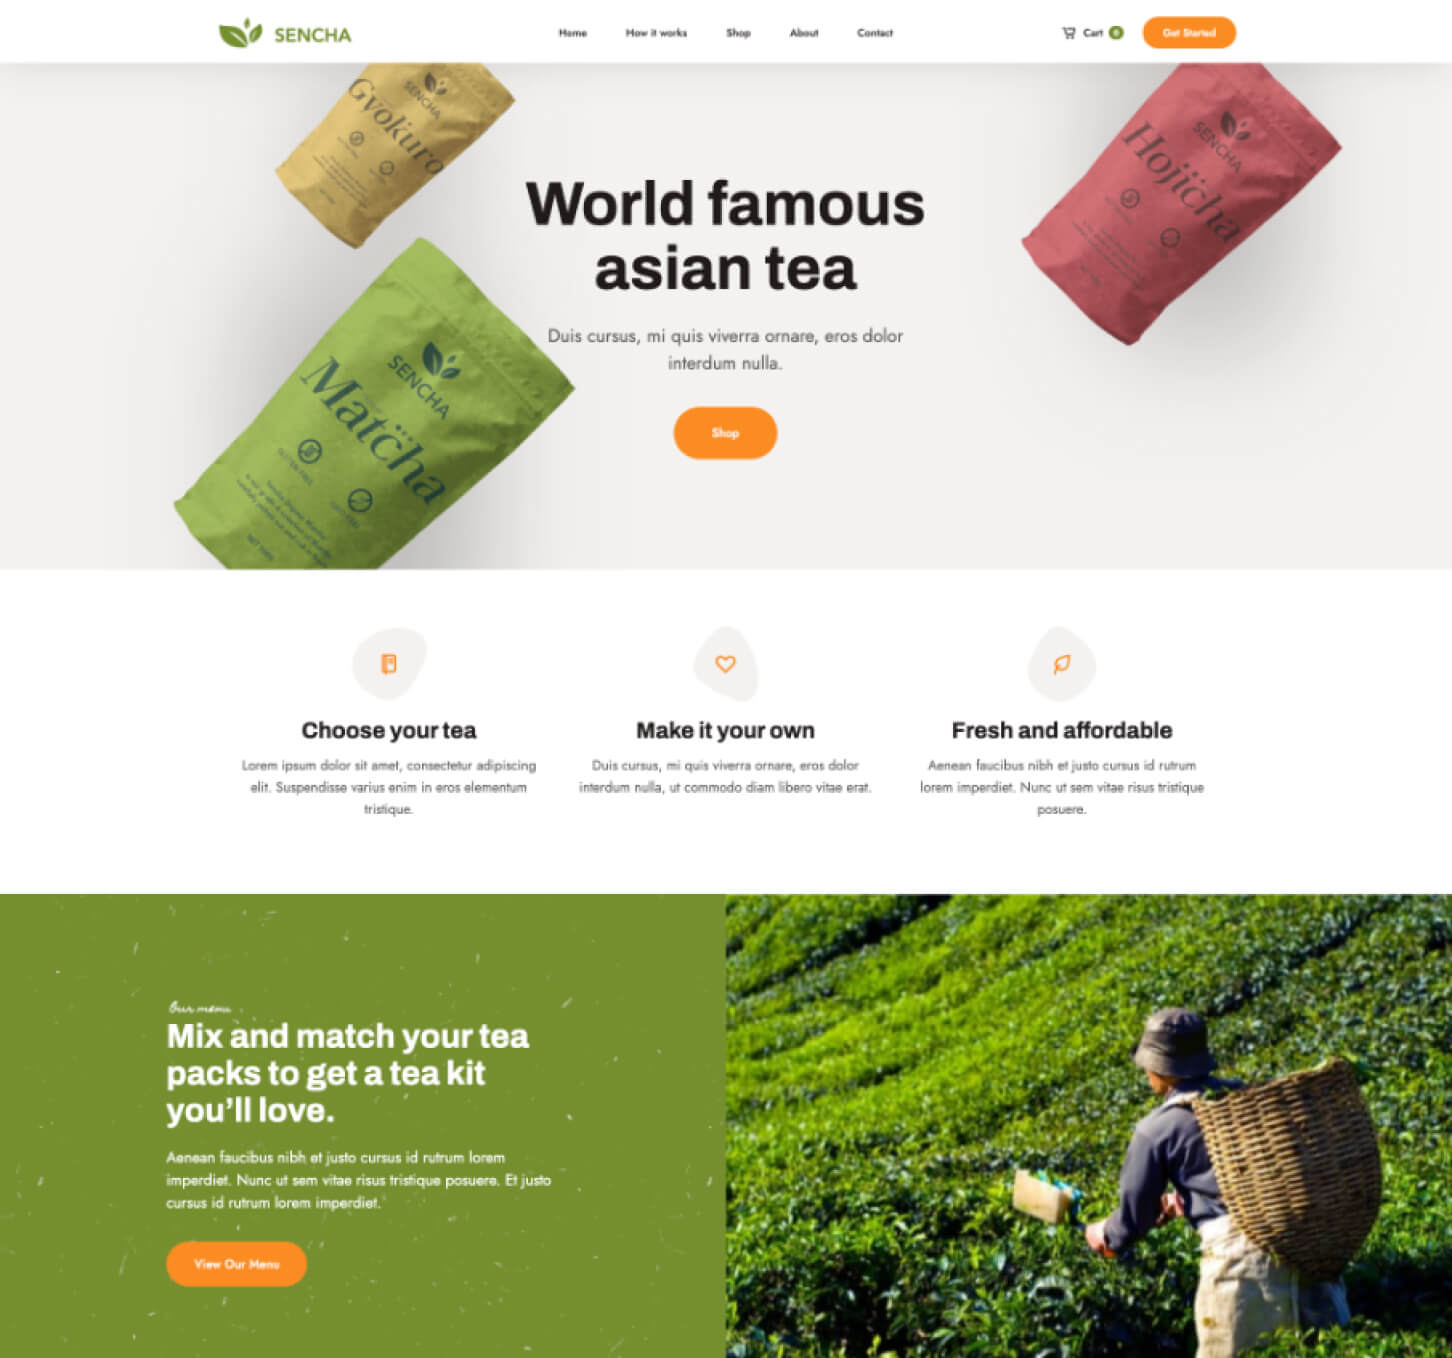 SENCHA
Home How it works Shop About Contact
Cart 0
Get Started
Gyokuro
SENCHA
Hojicha
SENCHA
World famous
asian tea
Duis cursus, mi quis viverra ornare, eros dolor
interdum nulla.
Shop
SENCHA
Matcha
Choose your tea
Lorem ipsum dolor sit amet, consectetur adipiscing
elit. Suspendisse varius enim in eros elementum
tristique.
Make it your own
Duis cursus, mi quis viverra ornare, eros dolor
interdum nulla, ut commodo diam libero vitae erat.
Fresh and affordable
Aenean faucibus nibh et justo cursus id rutrum
lorem imperdiet. Nunc ut sem vitae risus tristique
posuere.
Our menu
Mix and match your tea
packs to get a tea kit
you’ll love.
Aenean faucibus nibh et justo cursus id rutrum lorem
imperdiet. Nunc ut sem vitae risus tristique posuere. Et justo
cursus id rutrum lorem imperdiet.
View Our Menu